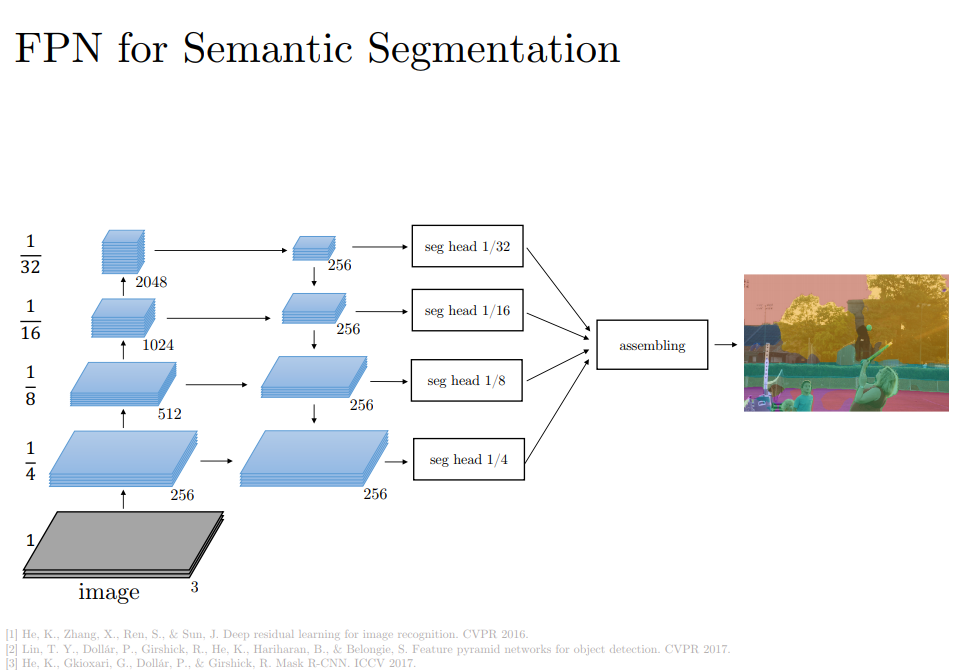 FPN for Semantic Segmentation
1/32
2048
256
seg head 1/32
1/16
1024
256
seg head 1/16
assembling
1/8
512
256
seg head 1/8
1/4
256
256
seg head 1/4
1
3
image
[1] He, K., Zhang, X., Ren, S., & Sun, J. Deep residual learning for image recognition. CVPR 2016.
[2] Lin, T. Y., Dollár, P., Girshick, R., He, K., Hariharan, B., & Belongie, S. Feature pyramid networks for object detection. CVPR 2017.
[3] He, K., Gkioxari, G., Dollár, P., & Girshick, R. Mask R-CNN. ICCV 2017.